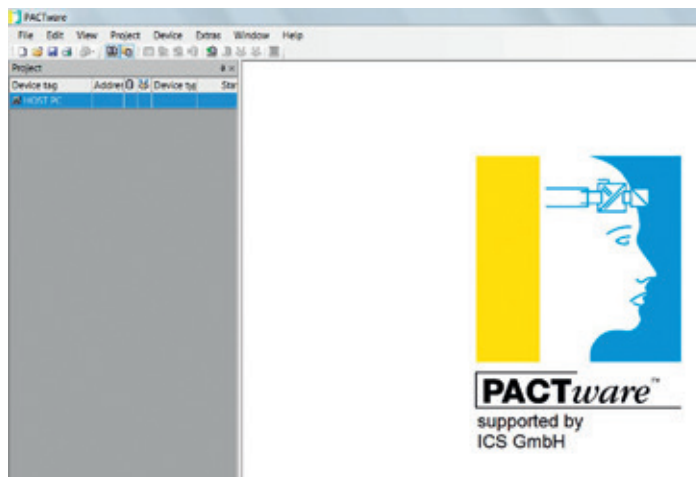 PACTware
File Edit View Project Device Extras Window Help
Project
Device tag Addres Device typ Star
HOST PC
PACTware™
supported by
ICS GmbH